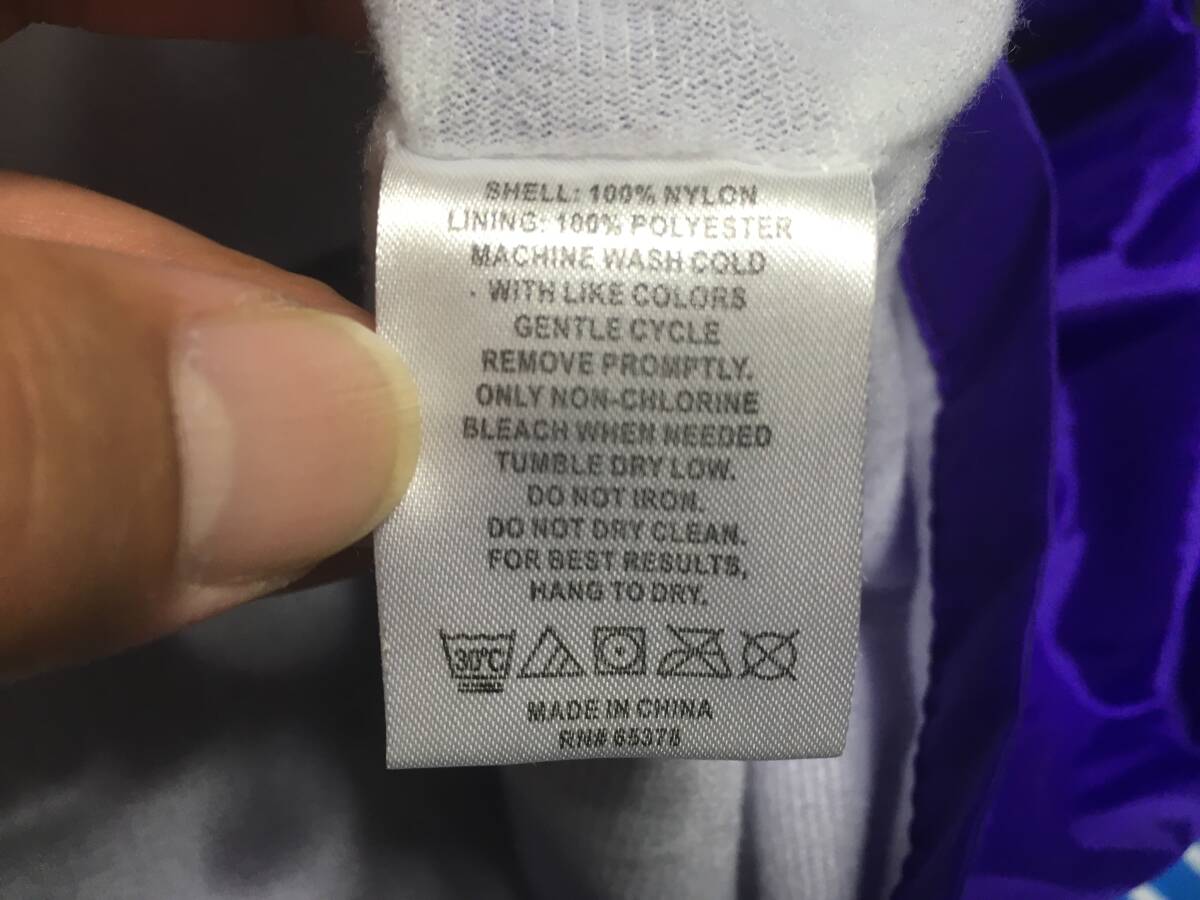 SHELL: 100% NYLON
LINING: 100% POLYESTER
MACHINE WASH COLD
WITH LIKE COLORS
GENTLE CYCLE
REMOVE PROMPTLY.
ONLY NON-CHLORINE
BLEACH WHEN NEEDED
TUMBLE DRY LOW.
DO NOT IRON.
DO NOT DRY CLEAN.
FOR BEST RESULTS,
HANG TO DRY.
30°C
MADE IN CHINA
RN# 65378